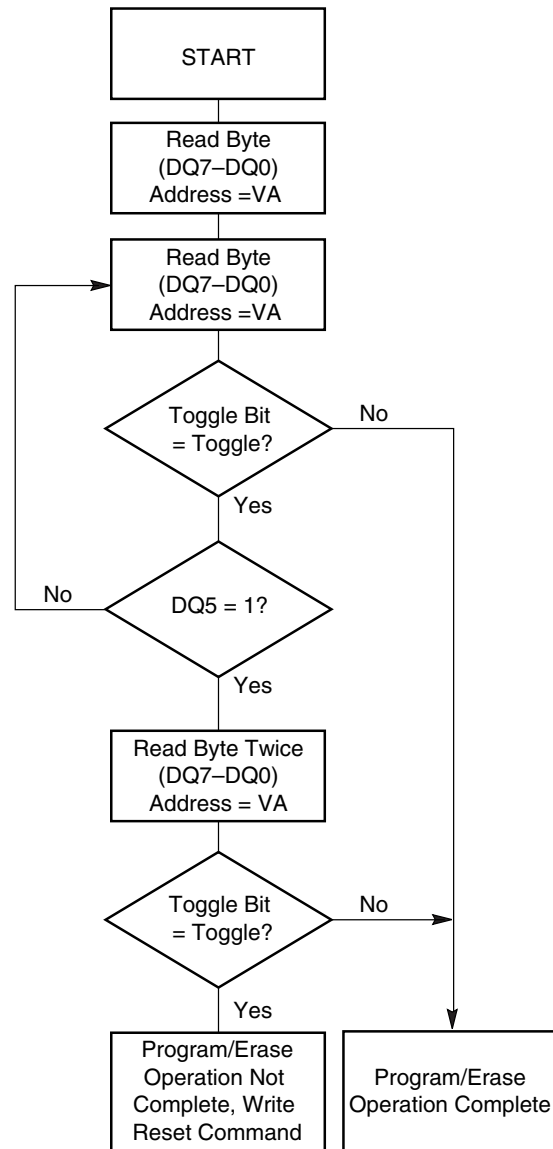 START
Read Byte
(DQ7–DQ0)
Address =VA
Read Byte
(DQ7–DQ0)
Address =VA
Toggle Bit
= Toggle?
No
Yes
No
DQ5 = 1?
Yes
Read Byte Twice
(DQ7–DQ0)
Address = VA
Toggle Bit
= Toggle?
No
Yes
Program/Erase
Operation Not
Complete, Write
Reset Command
Program/Erase
Operation Complete